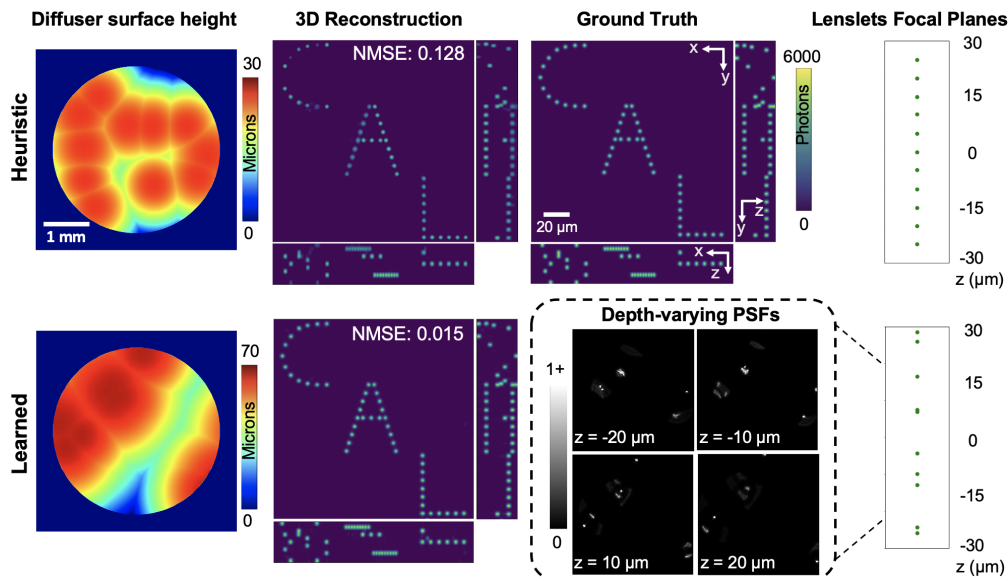 Diffuser surface height
3D Reconstruction
Ground Truth
Lenslets Focal Planes
Heuristic
30
Microns
0
1 mm
NMSE: 0.128
x
y
z
y
x
z
20 µm
6000
Photons
0
30
15
0
-15
-30
z (µm)
Learned
70
Microns
0
NMSE: 0.015
Depth-varying PSFs
1+
0
z = -20 µm
z = -10 µm
z = 10 µm
z = 20 µm
30
15
0
-15
-30
z (µm)